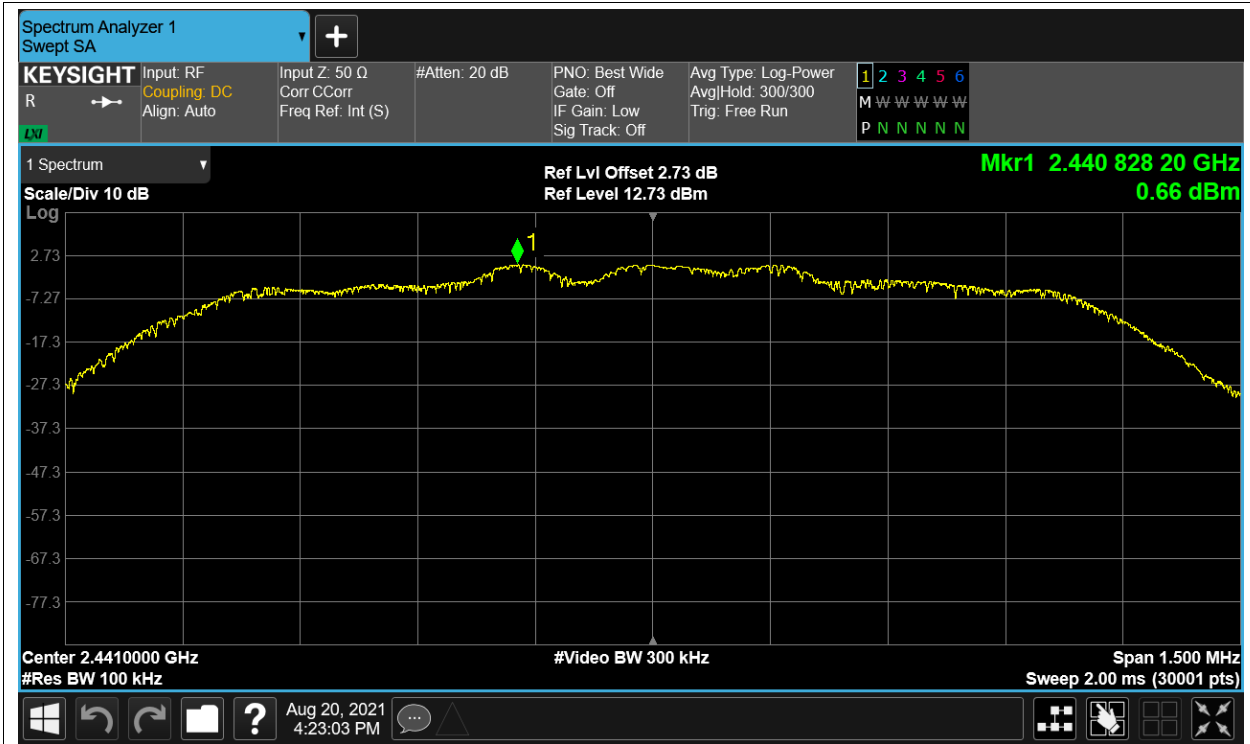 Spectrum Analyzer 1
Swept SA
KEYSIGHT
R
LXI
Input: RF
Coupling: DC
Align: Auto
Input Z: 50 Ω
Corr CCorr
Freq Ref: Int (S)
#Atten: 20 dB
PNO: Best Wide
Gate: Off
IF Gain: Low
Sig Track: Off
Avg Type: Log-Power
Avg|Hold: 300/300
Trig: Free Run
1 2 3 4 5 6
M W W W W W
P N N N N N
1 Spectrum
Scale/Div 10 dB
Log
Ref Lvl Offset 2.73 dB
Ref Level 12.73 dBm
Mkr1 2.440 828 20 GHz
0.66 dBm
1
2.73
-7.27
-17.3
-27.3
-37.3
-47.3
-57.3
-67.3
-77.3
Center 2.4410000 GHz
#Res BW 100 kHz
#Video BW 300 kHz
Span 1.500 MHz
Sweep 2.00 ms (30001 pts)
?
Aug 20, 2021
4:23:03 PM